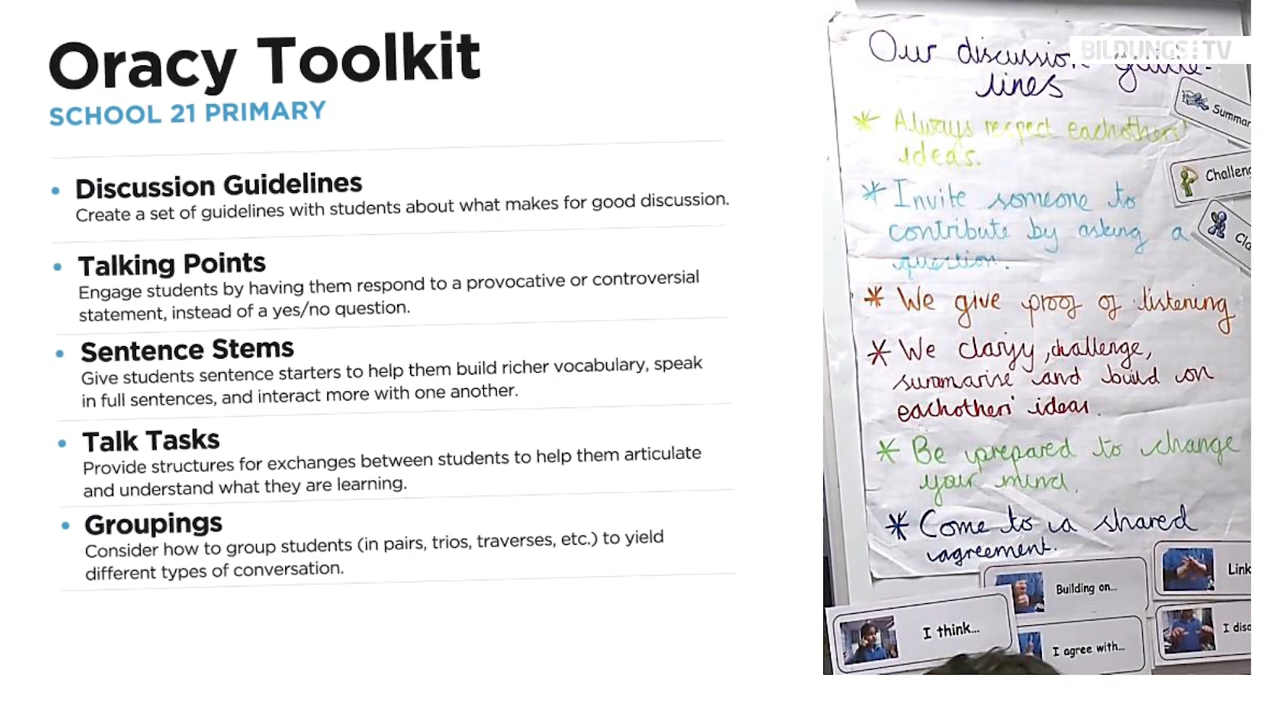 Oracy Toolkit
SCHOOL 21 PRIMARY
• Discussion Guidelines
Create a set of guidelines with students about what makes for good discussion.
• Talking Points
Engage students by having them respond to a provocative or controversial
statement, instead of a yes/no question.
• Sentence Stems
Give students sentence starters to help them build richer vocabulary, speak
in full sentences, and interact more with one another.
• Talk Tasks
Provide structures for exchanges between students to help them articulate
and understand what they are learning.
• Groupings
Consider how to group students (in pairs, trios, traverses, etc.) to yield
different types of conversation.
BILDUNGS:TV
Our discussion guide-
lines
* Always respect eachothers'
ideas.
* Invite someone to
contribute by asking a
question.
* We give proof of listening
* We clarify, challenge,
summarise and build on
eachothers' ideas.
* Be prepared to change
your mind.
* Come to a shared
agreement.
Summar
Challen
Cla
Building on...
Link
I think...
I agree with...
I disa